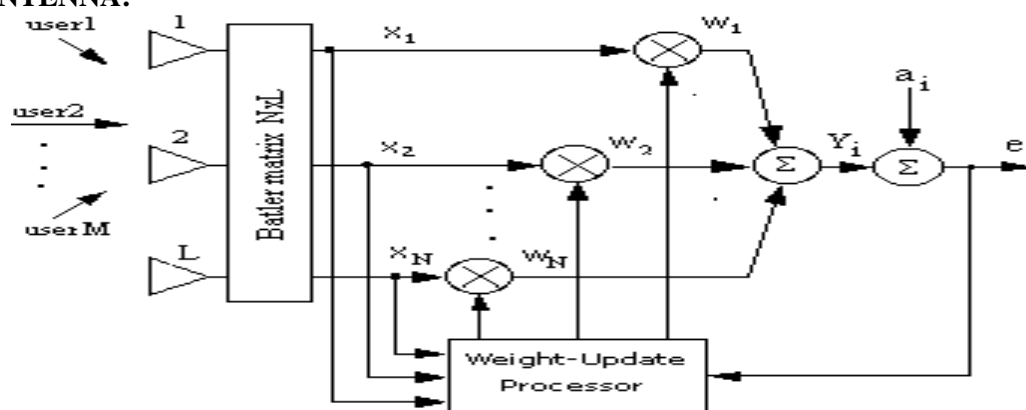 NTENNA:
user1
1
x1
w1
Batler matrix NxL
ai
user2
2
x2
w2
Σ
Yi
Σ
e
user M
L
xN
wN
Weight-Update
Processor